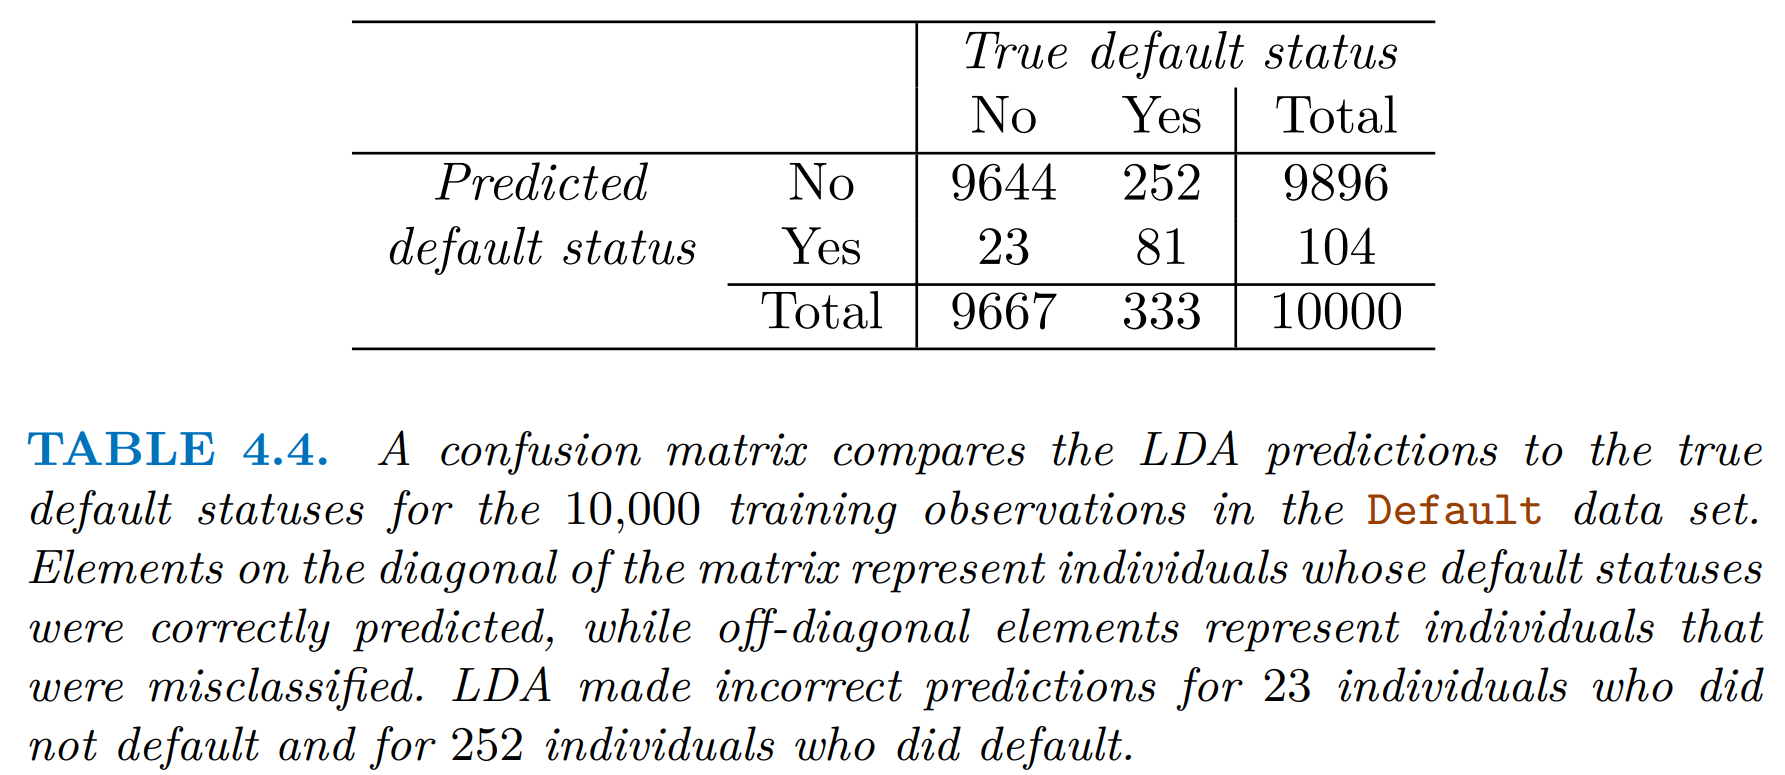 True default status
No Yes Total
Predicted No 9644 252 9896
default status Yes 23 81 104
Total 9667 333 10000
TABLE 4.4. A confusion matrix compares the LDA predictions to the true
default statuses for the 10,000 training observations in the Default data set.
Elements on the diagonal of the matrix represent individuals whose default statuses
were correctly predicted, while off-diagonal elements represent individuals that
were misclassified. LDA made incorrect predictions for 23 individuals who did
not default and for 252 individuals who did default.